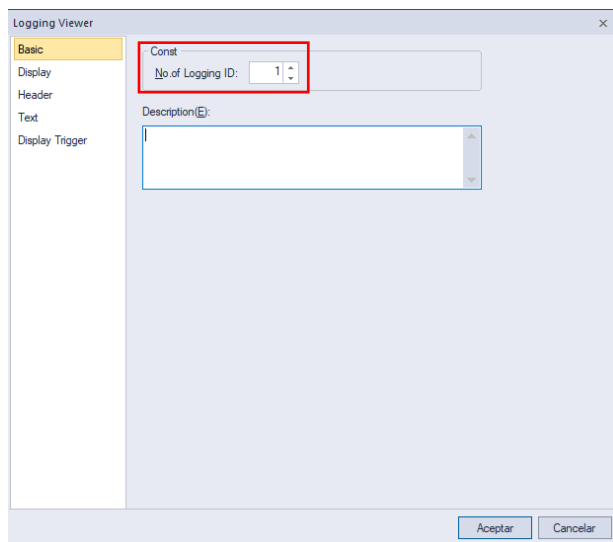 Logging Viewer
Basic
Display
Header
Text
Display Trigger
Const
No.of Logging ID: 1
Description(E):
Aceptar Cancelar